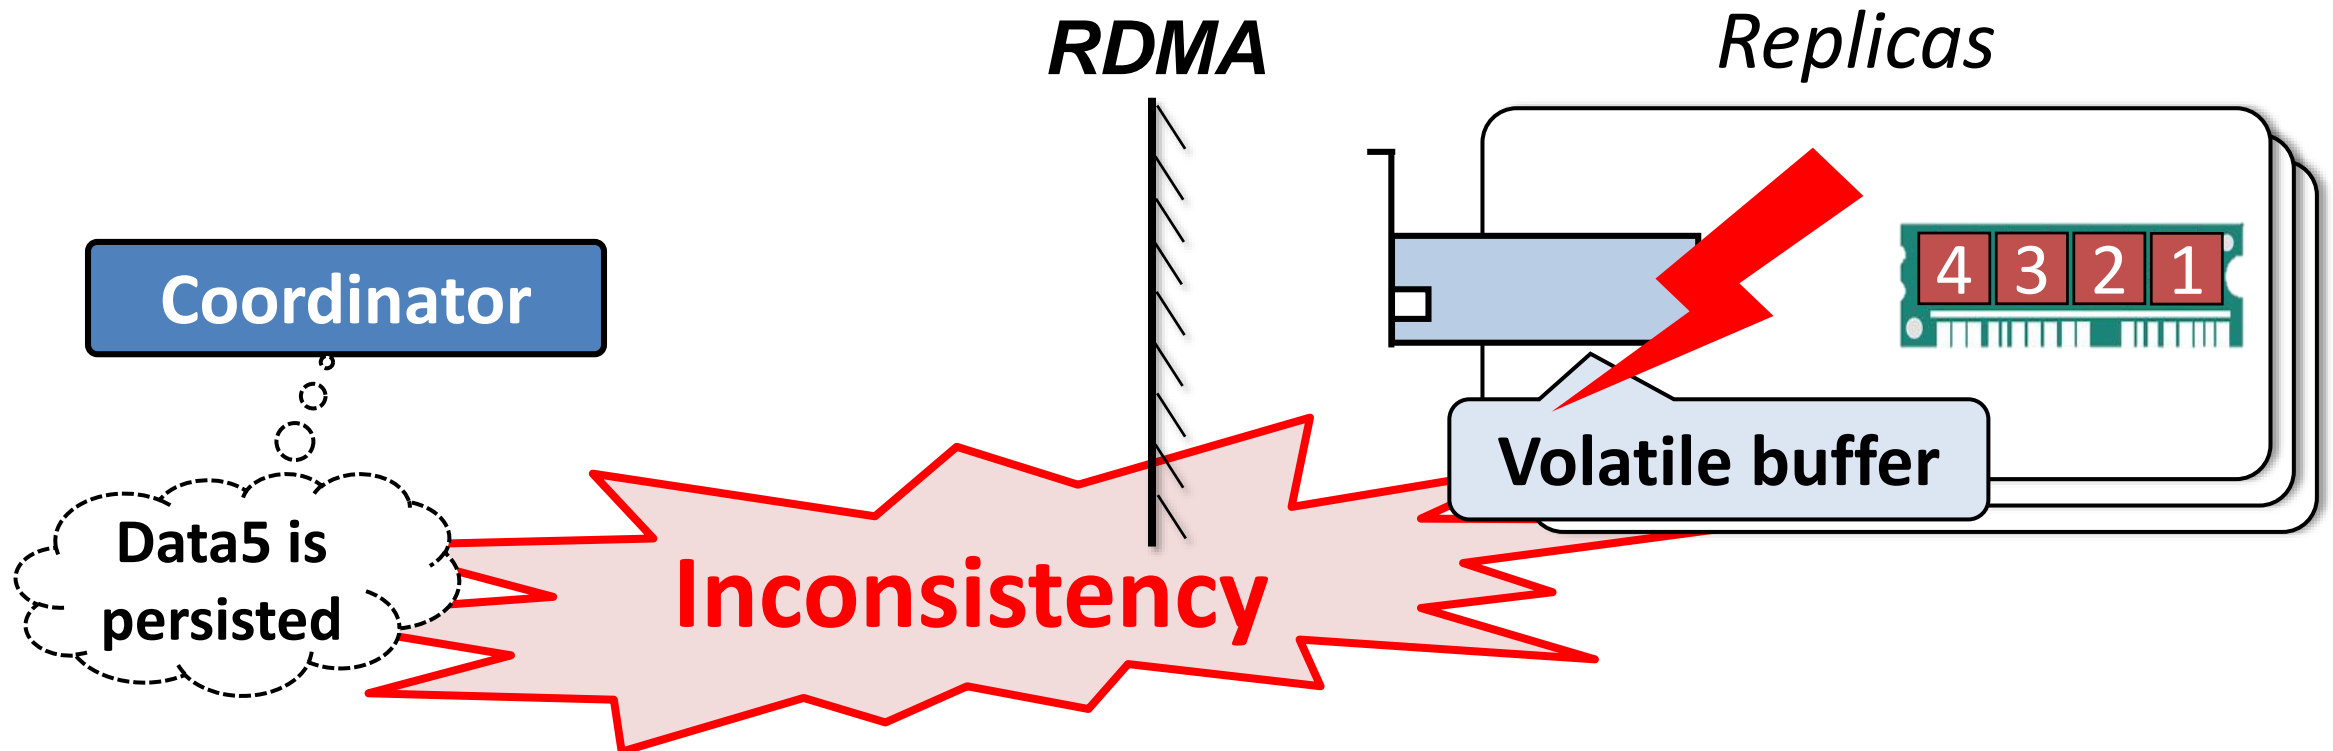 RDMA
Replicas
Coordinator
4 3 2 1
Volatile buffer
Data5 is
persisted
Inconsistency